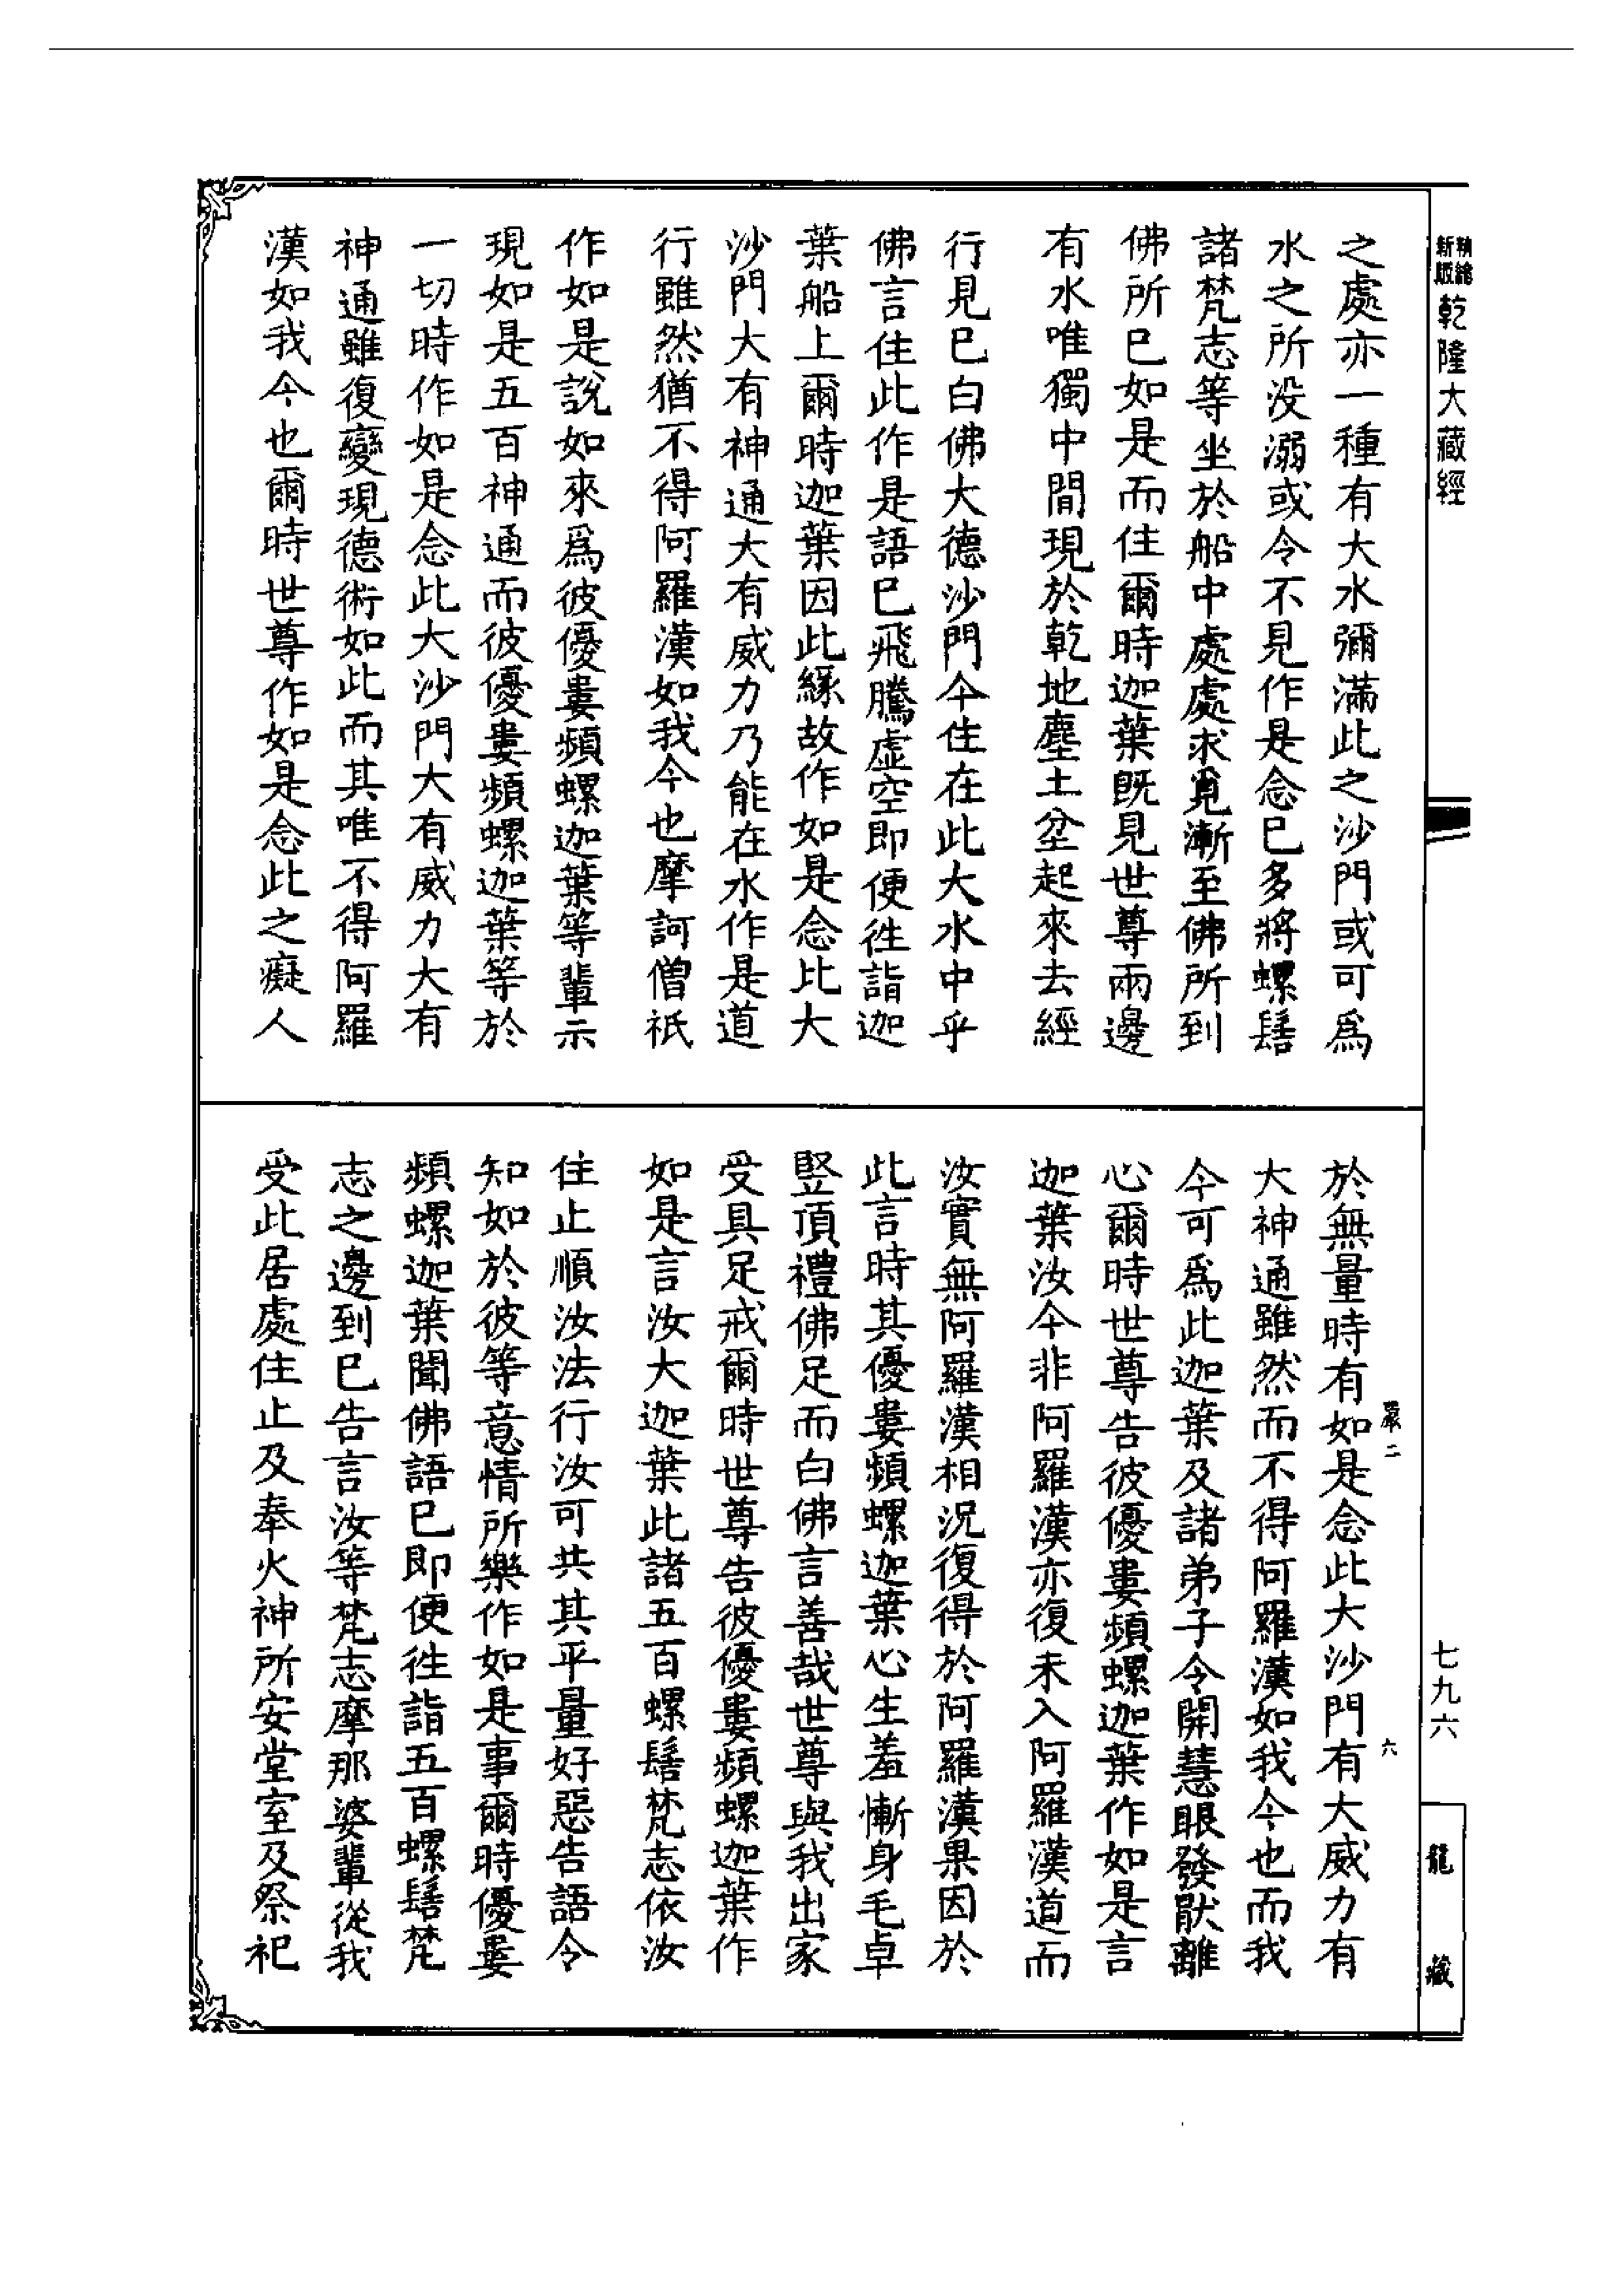 新版
精繪
乾隆大藏經
之處亦一種有大水彌滿此之沙門或可爲
水之所没溺或令不見作是念已多將螺髻
諸梵志等坐於船中處處求覓漸至佛所到
佛所已如是而住爾時迦葉既見世尊兩邊
有水唯獨中間現於乾地塵土坌起來去經
行見已白佛大德沙門今住在此大水中乎
佛言住此作是語已飛騰虛空即便往詣迦
葉船上爾時迦葉因此緣故作如是念比大
沙門大有神通大有威力乃能在水作是道
行雖然猶不得阿羅漢如我今也摩訶僧祇
作如是說如來爲彼優婁頻螺迦葉等輩示
現如是五百神通而彼優婁頻螺迦葉等於
一切時作如是念此大沙門大有威力大有
神通雖復變現德術如此而其唯不得阿羅
漢如我今也爾時世尊作如是念此之癡人
於無量時有如是念此大沙門有大威力有
大神通雖然而不得阿羅漢如我今也而我
今可爲此迦葉及諸弟子令開慧眼發猒離
心爾時世尊告彼優婁頻螺迦葉作如是言
迦葉汝今非阿羅漢亦復未入阿羅漢道而
汝實無阿羅漢相況復得於阿羅漢果因於
此言時其優婁頻螺迦葉心生羞慚身毛卓
竪頂禮佛足而白佛言善哉世尊與我出家
受具足戒爾時世尊告彼優婁頻螺迦葉作
如是言汝大迦葉此諸五百螺髻梵志依汝
住止順汝法行汝可共其平量好惡告語令
知如於彼等意情所樂作如是事爾時優婁
頻螺迦葉聞佛語已即便往詣五百螺髻梵
志之邊到已告言汝等梵志摩那婆輩從我
受此居處住止及奉火神所安堂室及祭祀
嚴二
六
七九六
龍藏